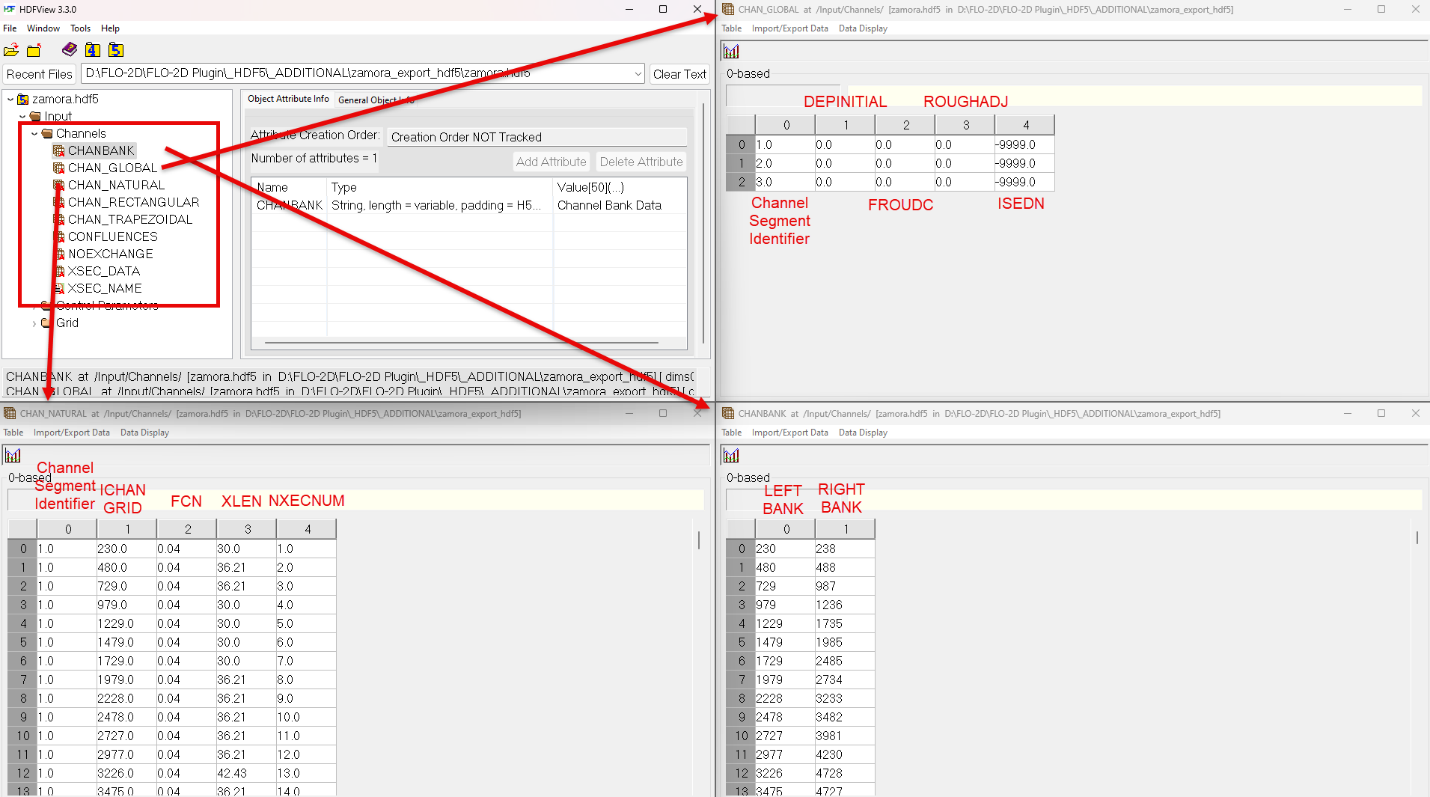 HDFView 3.3.0
File Window Tools Help
Recent Files D:\FLO-2D\FLO-2D Plugin\_HDF5\_ADDITIONAL\zamora_export_hdf5\zamora.hdf5 Clear Text
zamora.hdf5
Input
Channels
CHANBANK
CHAN_GLOBAL
CHAN_NATURAL
CHAN_RECTANGULAR
CHAN_TRAPEZOIDAL
CONFLUENCES
NOEXCHANGE
XSEC_DATA
XSEC_NAME
Control Parameters
Grid
Object Attribute Info General Object Info
Attribute Creation Order: Creation Order NOT Tracked
Number of attributes = 1 Add Attribute Delete Attribute
Name Type Value[50](...)
CHANBANK String, length = variable, padding = H5... Channel Bank Data
CHANBANK at /Input/Channels/ [zamora.hdf5 in D:\FLO-2D\FLO-2D Plugin\_HDF5\_ADDITIONAL\zamora_export_hdf5] [ dims0
CHAN_GLOBAL at /Input/Channels/ [zamora.hdf5 in D:\FLO-2D\FLO-2D Plugin\_HDF5\_ADDITIONAL\zamora_export_hdf5] [ d
CHAN_GLOBAL at /Input/Channels/ [zamora.hdf5 in D:\FLO-2D\FLO-2D Plugin\_HDF5\_ADDITIONAL\zamora_export_hdf5]
Table Import/Export Data Data Display
0-based
DEPINITIAL ROUGHADJ
0 1 2 3 4
0 1.0 0.0 0.0 0.0 -9999.0
1 2.0 0.0 0.0 0.0 -9999.0
2 3.0 0.0 0.0 0.0 -9999.0
Channel
Segment
Identifier
FROUDC
ISEDN
CHAN_NATURAL at /Input/Channels/ [zamora.hdf5 in D:\FLO-2D\FLO-2D Plugin\_HDF5\_ADDITIONAL\zamora_export_hdf5]
Table Import/Export Data Data Display
0-based
Channel
Segment
Identifier
ICHAN
GRID
FCN XLEN NXECNUM
0 1 2 3 4
0 1.0 230.0 0.04 30.0 1.0
1 1.0 480.0 0.04 36.21 2.0
2 1.0 729.0 0.04 36.21 3.0
3 1.0 979.0 0.04 30.0 4.0
4 1.0 1229.0 0.04 30.0 5.0
5 1.0 1479.0 0.04 30.0 6.0
6 1.0 1729.0 0.04 30.0 7.0
7 1.0 1979.0 0.04 36.21 8.0
8 1.0 2228.0 0.04 36.21 9.0
9 1.0 2478.0 0.04 36.21 10.0
10 1.0 2727.0 0.04 36.21 11.0
11 1.0 2977.0 0.04 36.21 12.0
12 1.0 3226.0 0.04 42.43 13.0
13 1.0 3475.0 0.04 36.21 14.0
CHANBANK at /Input/Channels/ [zamora.hdf5 in D:\FLO-2D\FLO-2D Plugin\_HDF5\_ADDITIONAL\zamora_export_hdf5]
Table Import/Export Data Data Display
0-based
LEFT
BANK
RIGHT
BANK
0 1
0 230 238
1 480 488
2 729 987
3 979 1236
4 1229 1735
5 1479 1985
6 1729 2485
7 1979 2734
8 2228 3233
9 2478 3482
10 2727 3981
11 2977 4230
12 3226 4728
13 3475 4727